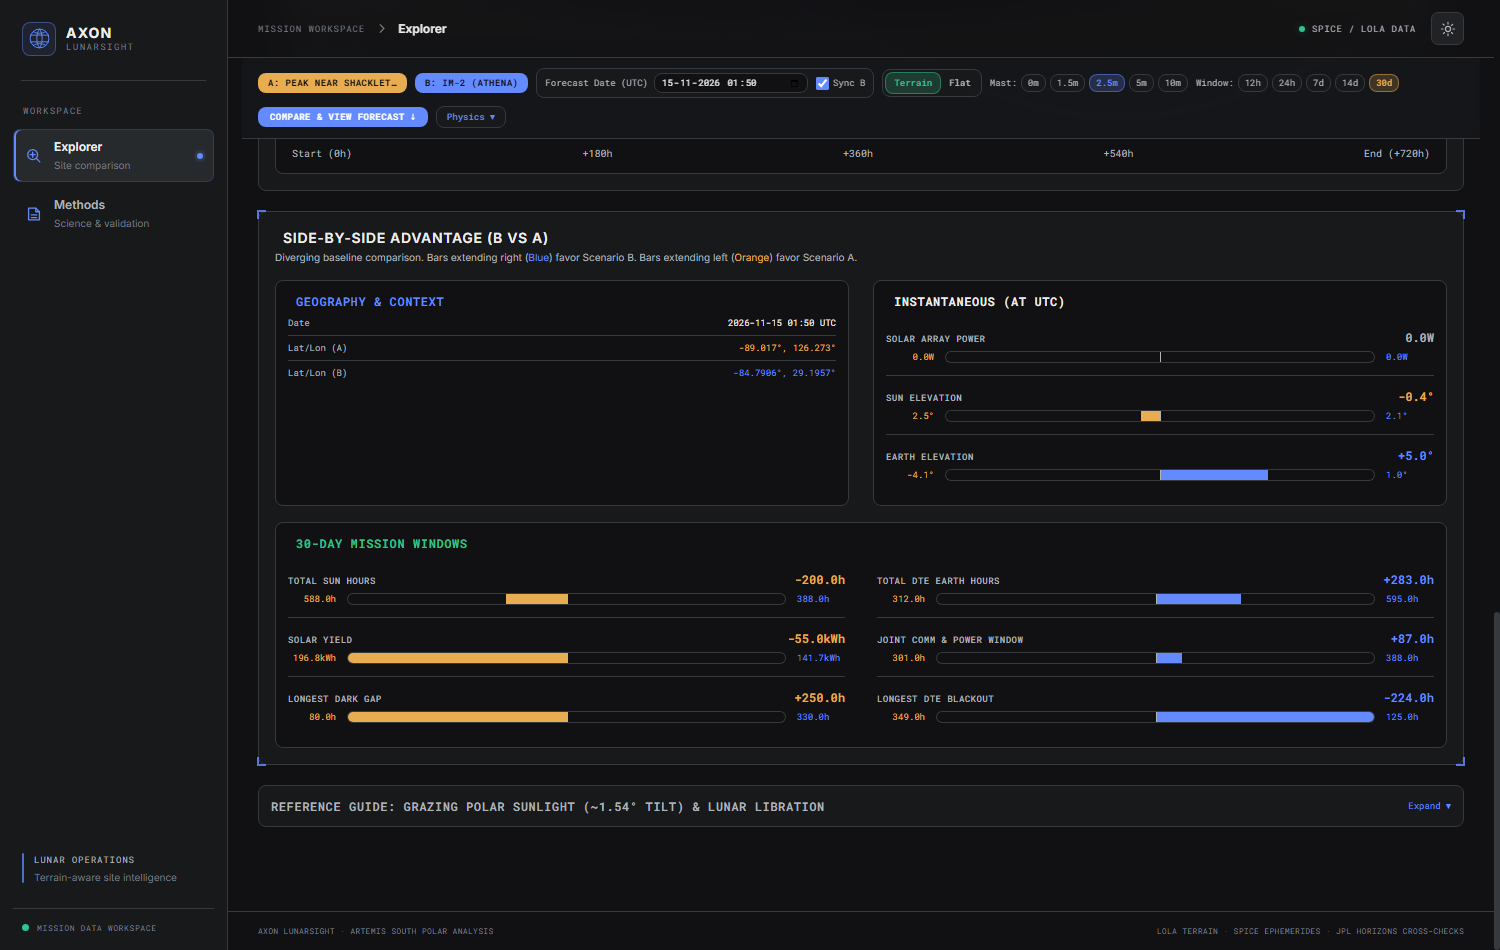 AXON
LUNARSIGHT
WORKSPACE
Explorer
Site comparison
Methods
Science & validation
LUNAR OPERATIONS
Terrain-aware site intelligence
MISSION DATA WORKSPACE
MISSION WORKSPACE > Explorer
SPICE / LOLA DATA
A: PEAK NEAR SHACKLET… B: IM-2 (ATHENA) Forecast Date (UTC) 15-11-2026 01:50 Sync B Terrain Flat Mast: 0m 1.5m 2.5m 5m 10m Window: 12h 24h 7d 14d 30d
COMPARE & VIEW FORECAST ↓ Physics ▾
Start (0h) +180h +360h +540h End (+720h)
SIDE-BY-SIDE ADVANTAGE (B VS A)
Diverging baseline comparison. Bars extending right (Blue) favor Scenario B. Bars extending left (Orange) favor Scenario A.
GEOGRAPHY & CONTEXT
Date 2026-11-15 01:50 UTC
Lat/Lon (A) -89.017°, 126.273°
Lat/Lon (B) -84.7906°, 29.1957°
INSTANTANEOUS (AT UTC)
SOLAR ARRAY POWER 0.0W
0.0W 0.0W
SUN ELEVATION -0.4°
2.5° 2.1°
EARTH ELEVATION +5.0°
-4.1° 1.0°
30-DAY MISSION WINDOWS
TOTAL SUN HOURS -200.0h
588.0h 388.0h
SOLAR YIELD -55.0kWh
196.8kWh 141.7kWh
LONGEST DARK GAP +250.0h
80.0h 330.0h
TOTAL DTE EARTH HOURS +283.0h
312.0h 595.0h
JOINT COMM & POWER WINDOW +87.0h
301.0h 388.0h
LONGEST DTE BLACKOUT -224.0h
349.0h 125.0h
REFERENCE GUIDE: GRAZING POLAR SUNLIGHT (~1.54° TILT) & LUNAR LIBRATION Expand ▾
AXON LUNARSIGHT · ARTEMIS SOUTH POLAR ANALYSIS
LOLA TERRAIN · SPICE EPHEMERIDES · JPL HORIZONS CROSS-CHECKS